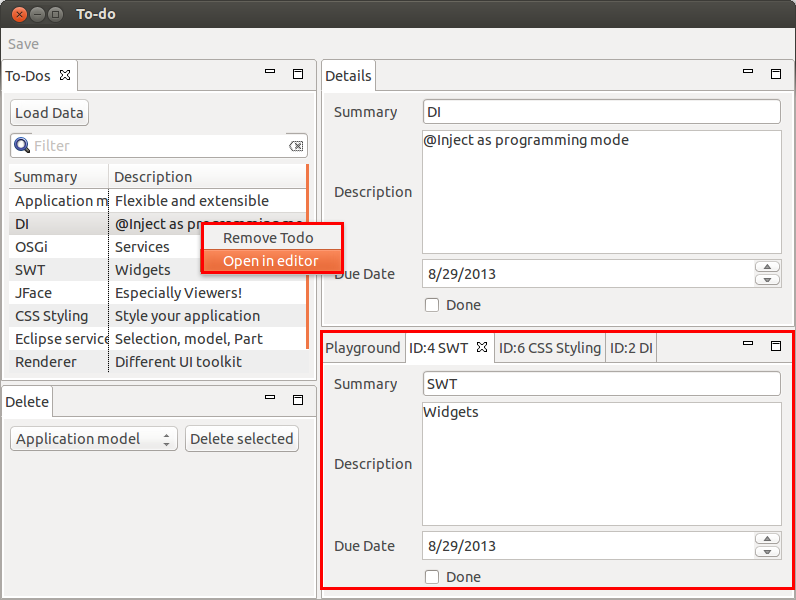 To-do
Save
To-Dos
Load Data
Filter
Summary Description
Application m Flexible and extensible
DI @Inject as programming mo
OSGi Services
SWT Widgets
JFace Especially Viewers!
CSS Styling Style your application
Eclipse service Selection, model, Part
Renderer Different UI toolkit
Remove Todo
Open in editor
Delete
Application model Delete selected
Details
Summary DI
Description @Inject as programming mode
Due Date 8/29/2013
Done
Playground ID:4 SWT ID:6 CSS Styling ID:2 DI
Summary SWT
Description Widgets
Due Date 8/29/2013
Done